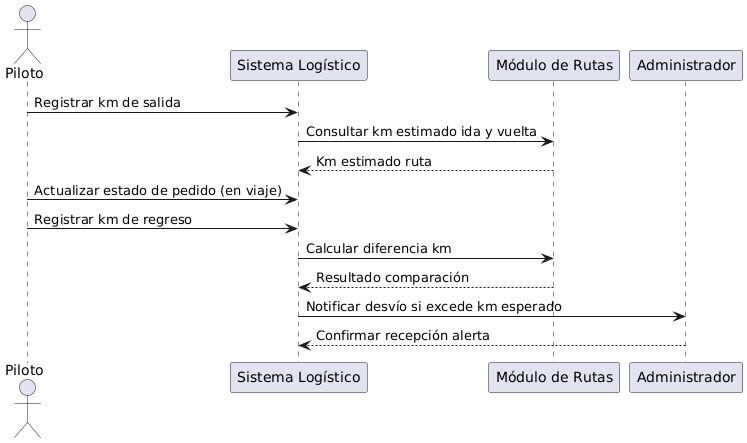 Piloto
Sistema Logístico
Módulo de Rutas
Administrador
Registrar km de salida
Consultar km estimado ida y vuelta
Km estimado ruta
Actualizar estado de pedido (en viaje)
Registrar km de regreso
Calcular diferencia km
Resultado comparación
Notificar desvío si excede km esperado
Confirmar recepción alerta
Piloto
Sistema Logístico
Módulo de Rutas
Administrador